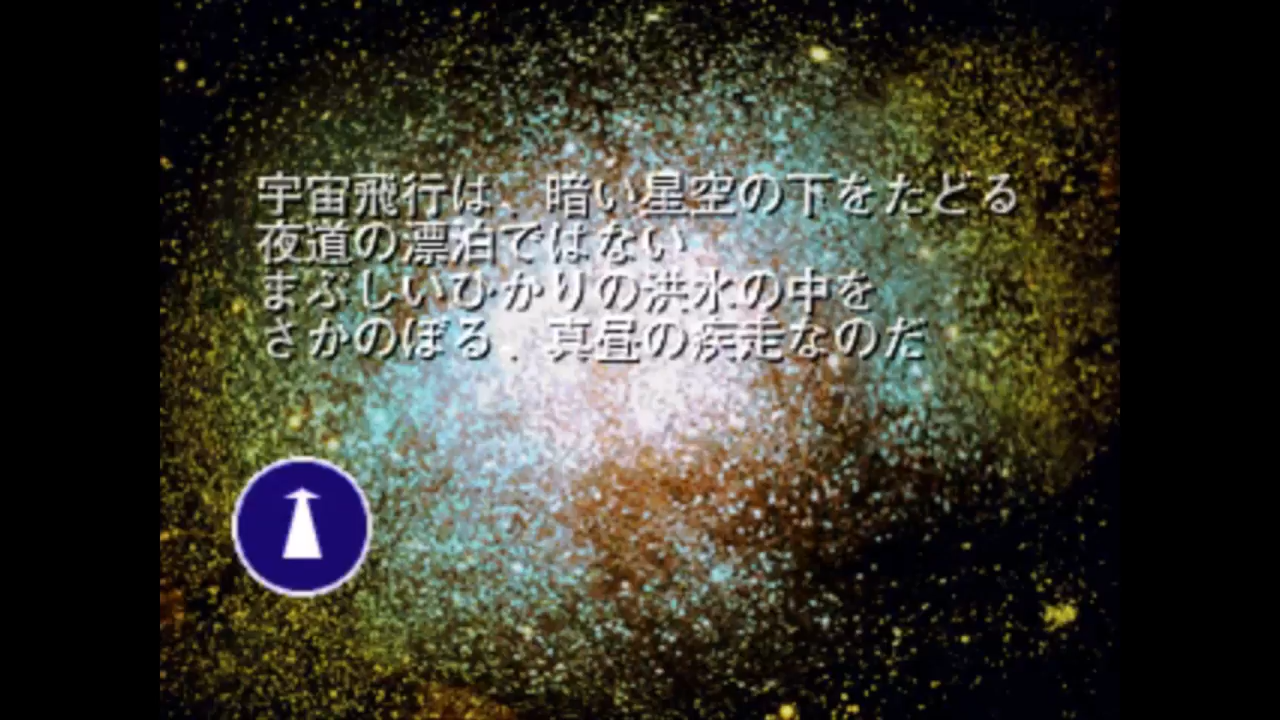 宇宙飛行は、暗い星空の下をたどる
夜道の漂泊ではない
まぶしいひかりの洪水の中を
さかのぼる、真昼の疾走なのだ